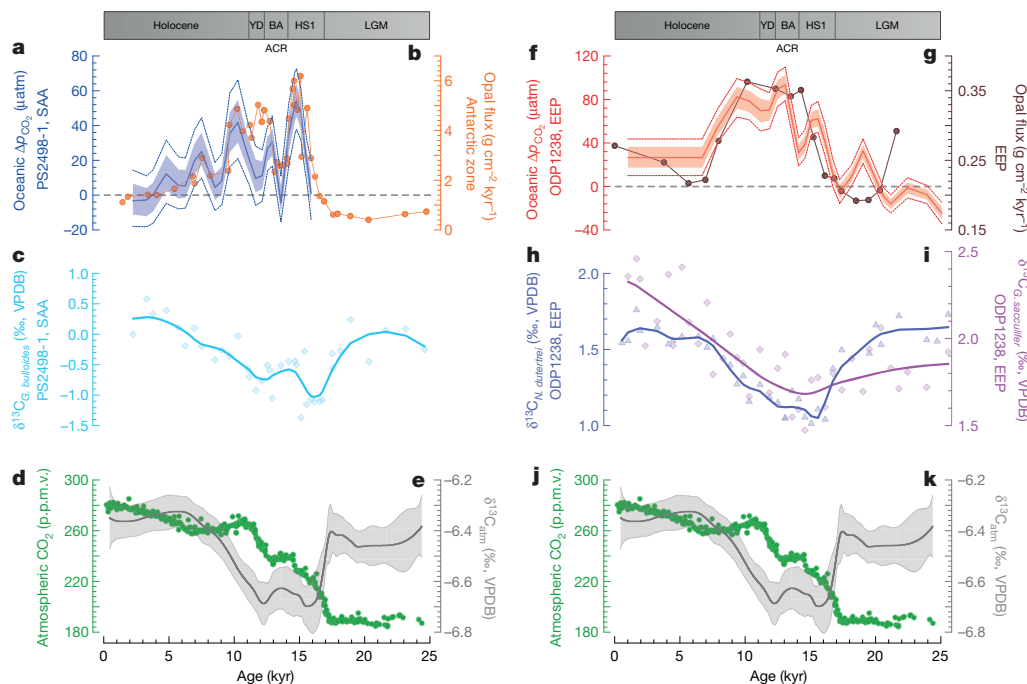 Holocene YD BA HS1 LGM
ACR
a
b
80
60
40
20
0
−20
Oceanic ΔpCO2 (μatm)
PS2498-1, SAA
6
4
2
0
Opal flux (g cm−2 kyr−1)
Antarctic zone
c
1.0
0.5
0.0
−0.5
−1.0
−1.5
δ13CG. bulloides (‰, VPDB)
PS2498-1, SAA
d
e
300
260
220
180
Atmospheric CO2 (p.p.m.v.)
−6.2
−6.4
−6.6
−6.8
δ13Catm (‰, VPDB)
0 5 10 15 20 25
Age (kyr)
Holocene YD BA HS1 LGM
ACR
f
g
120
80
40
0
−40
Oceanic ΔpCO2 (μatm)
ODP1238, EEP
0.35
0.25
0.15
Opal flux (g cm−2 kyr−1)
EEP
h
i
2.0
1.5
1.0
δ13CN. dutertrei (‰, VPDB)
ODP1238, EEP
2.5
2.0
1.5
δ13CG. sacculifer (‰, VPDB)
ODP1238, EEP
j
k
300
260
220
180
Atmospheric CO2 (p.p.m.v.)
−6.2
−6.4
−6.6
−6.8
δ13Catm (‰, VPDB)
0 5 10 15 20 25
Age (kyr)